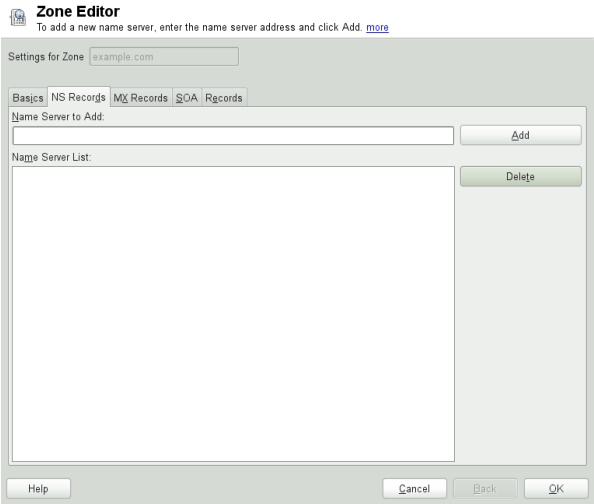 Zone Editor
To add a new name server, enter the name server address and click Add. more
Settings for Zone example.com
Basics NS Records MX Records SOA Records
Name Server to Add:
Add
Name Server List:
Delete
Help Cancel Back OK